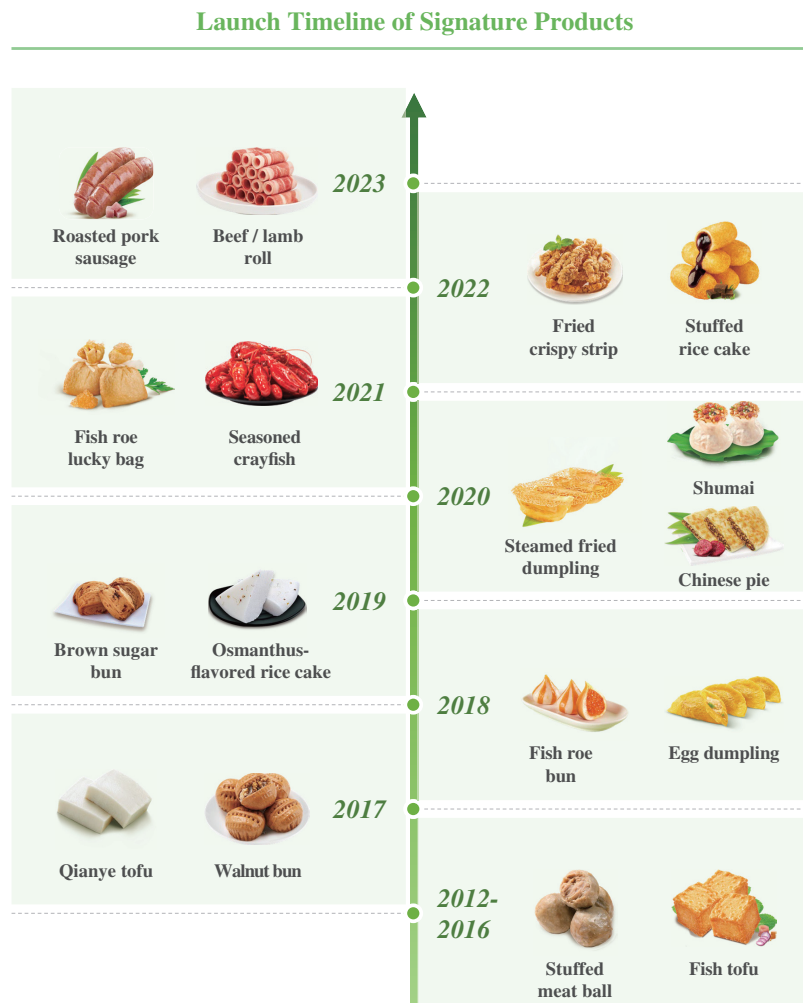 Launch Timeline of Signature Products
2023
Roasted pork
sausage
Beef / lamb
roll
2022
Fried
crispy strip
Stuffed
rice cake
2021
Fish roe
lucky bag
Seasoned
crayfish
2020
Shumai
Steamed fried
dumpling
Chinese pie
2019
Brown sugar
bun
Osmanthus-
flavored rice cake
2018
Fish roe
bun
Egg dumpling
2017
Qianye tofu
Walnut bun
2012-
2016
Stuffed
meat ball
Fish tofu